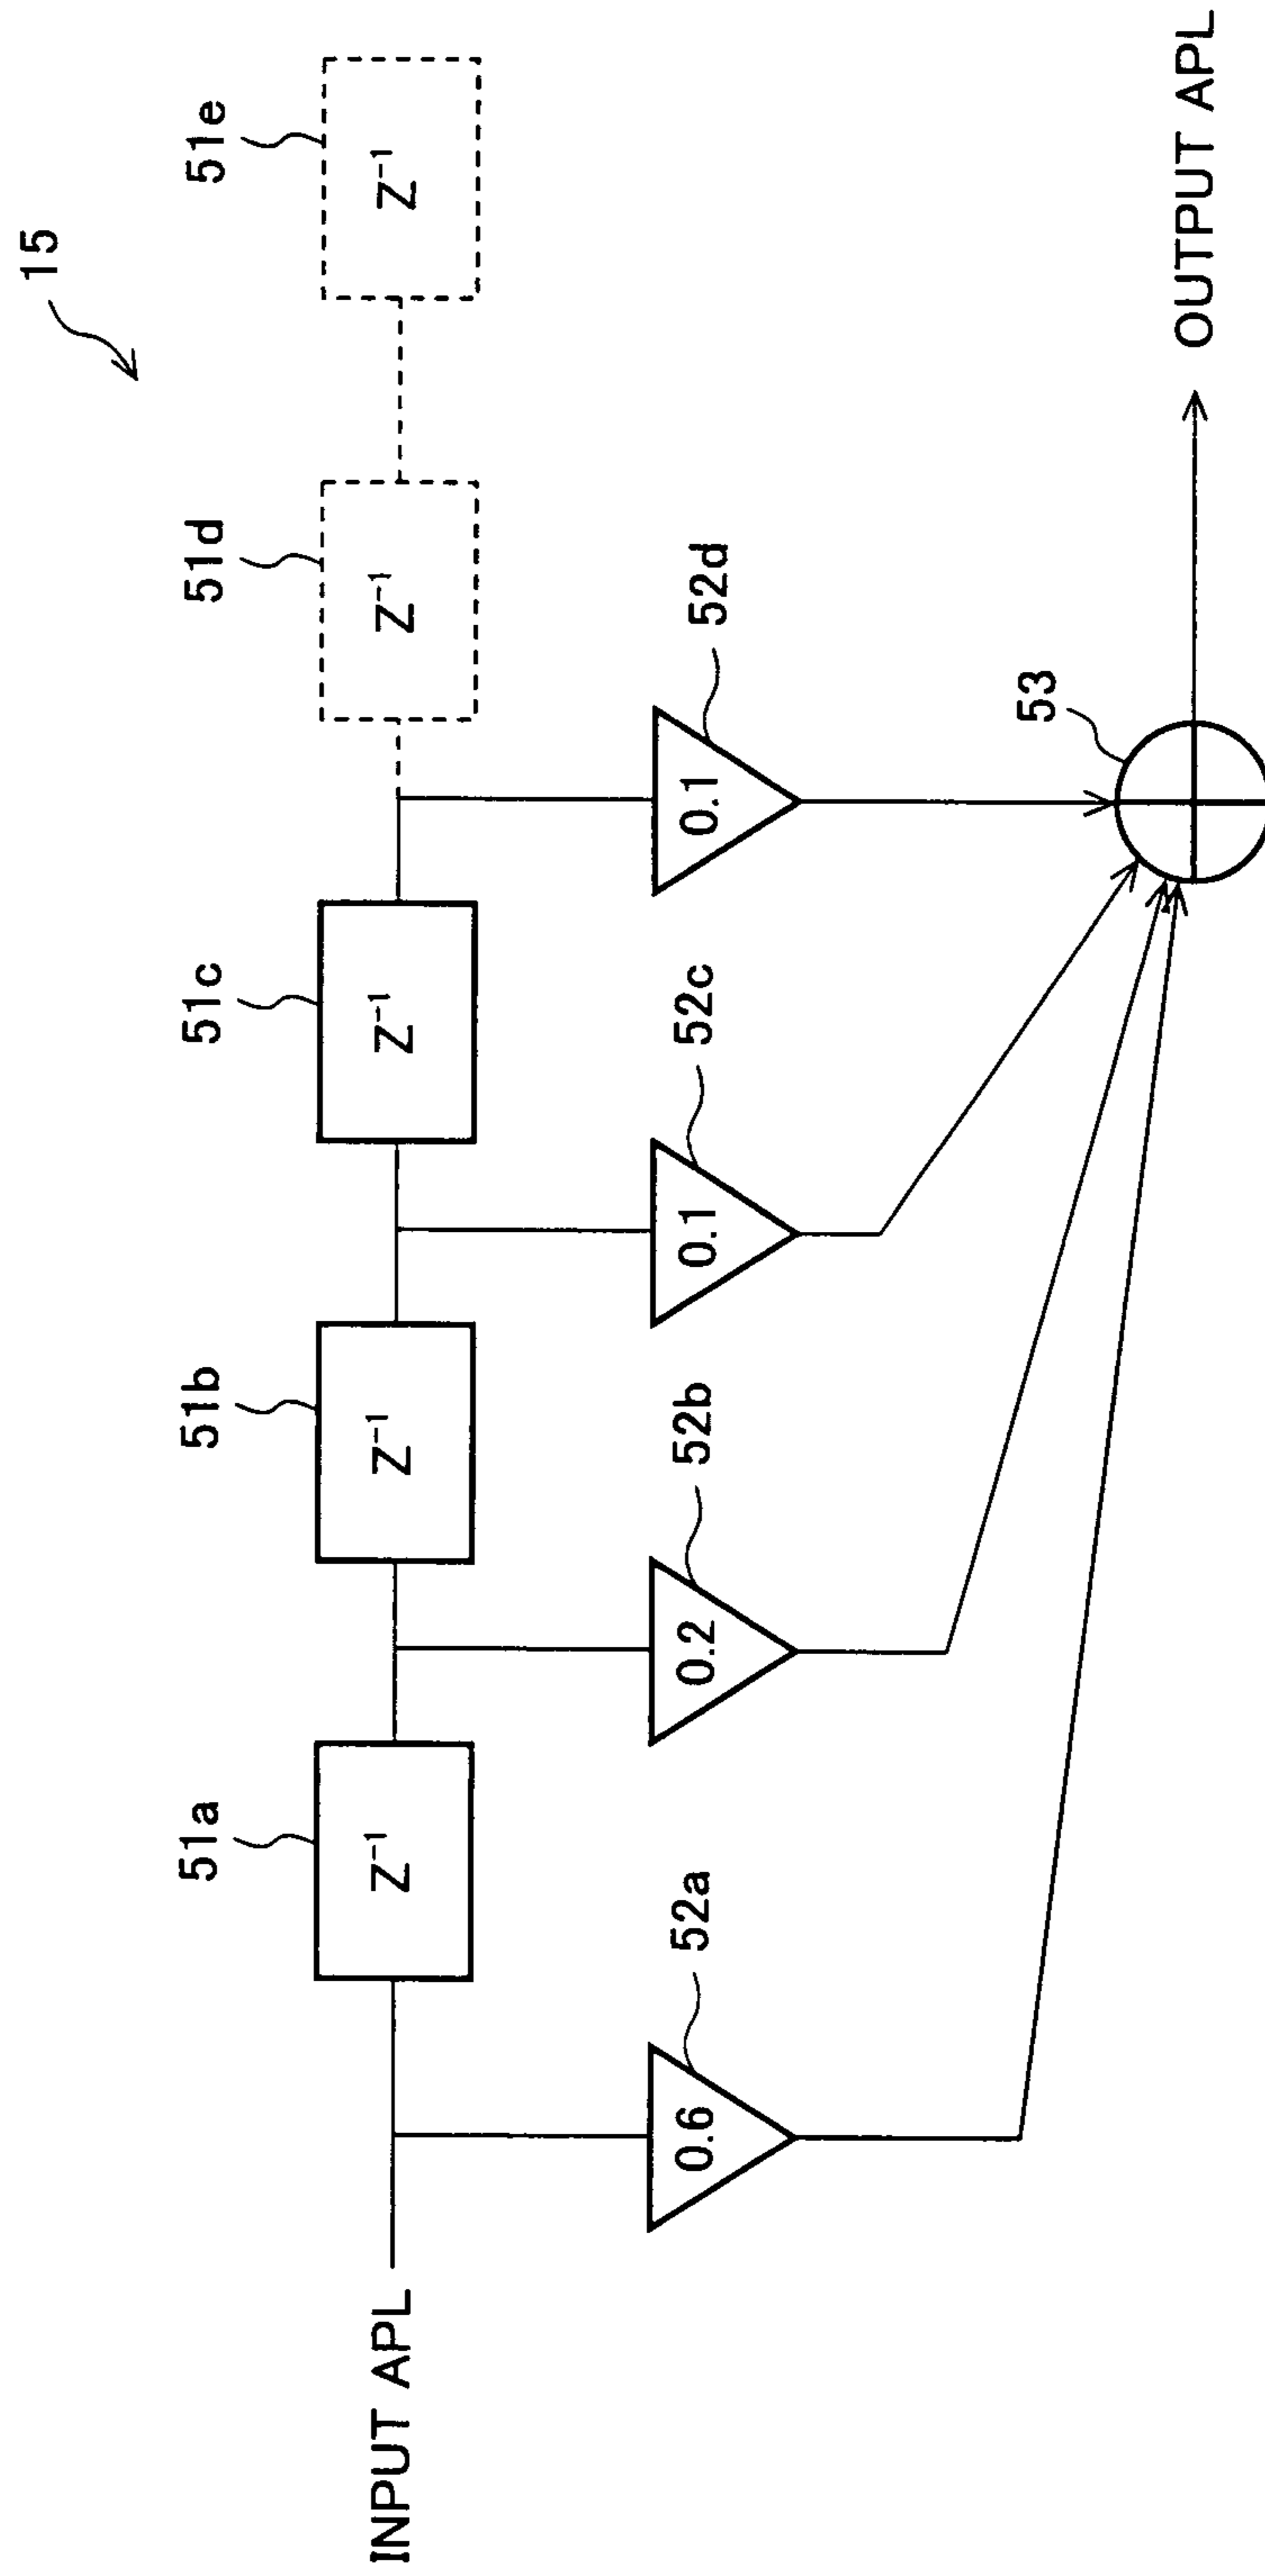 15
51a
51b
51c
51d
51e
Z⁻¹
Z⁻¹
Z⁻¹
Z⁻¹
Z⁻¹
INPUT APL
52a
52b
52c
52d
0.6
0.2
0.1
0.1
53
OUTPUT APL